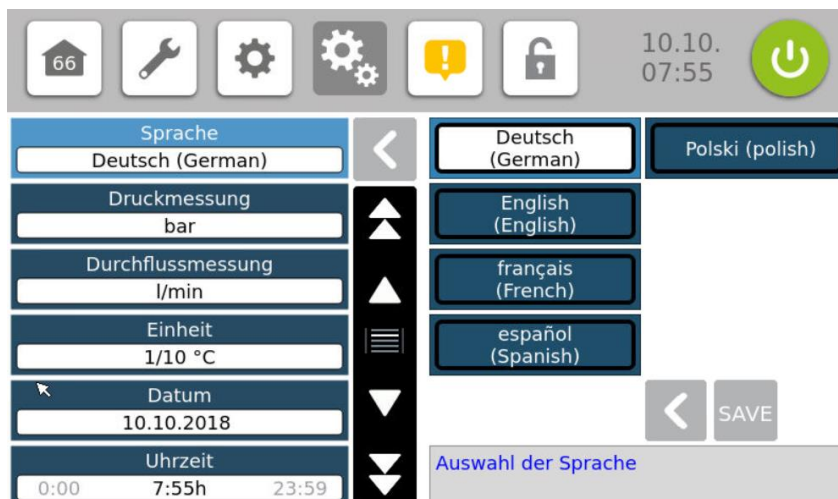 66
10.10.
07:55
Sprache
Deutsch (German)
Druckmessung
bar
Durchflussmessung
l/min
Einheit
1/10 °C
Datum
10.10.2018
Uhrzeit
0:00 7:55h 23:59
Deutsch
(German)
Polski (polish)
English
(English)
français
(French)
español
(Spanish)
SAVE
Auswahl der Sprache